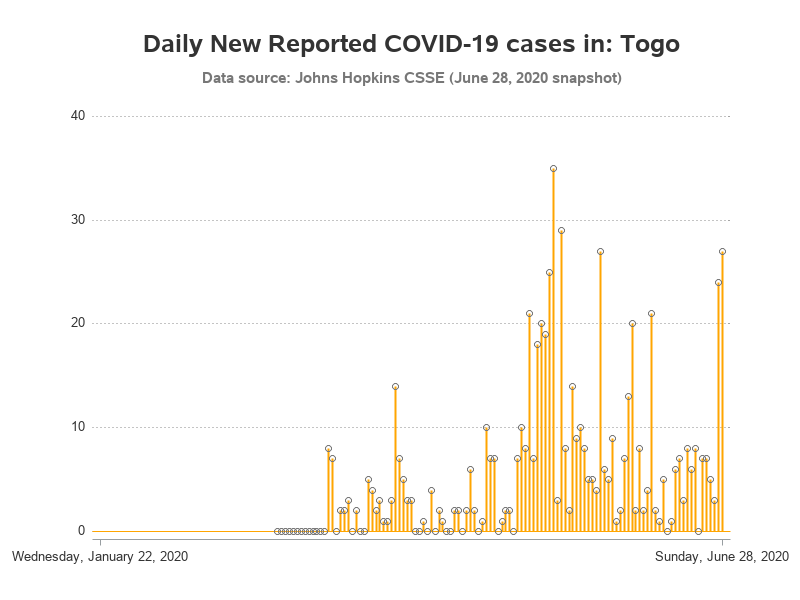 Daily New Reported COVID-19 cases in: Togo
Data source: Johns Hopkins CSSE (June 28, 2020 snapshot)
40
30
20
10
0
Wednesday, January 22, 2020
Sunday, June 28, 2020